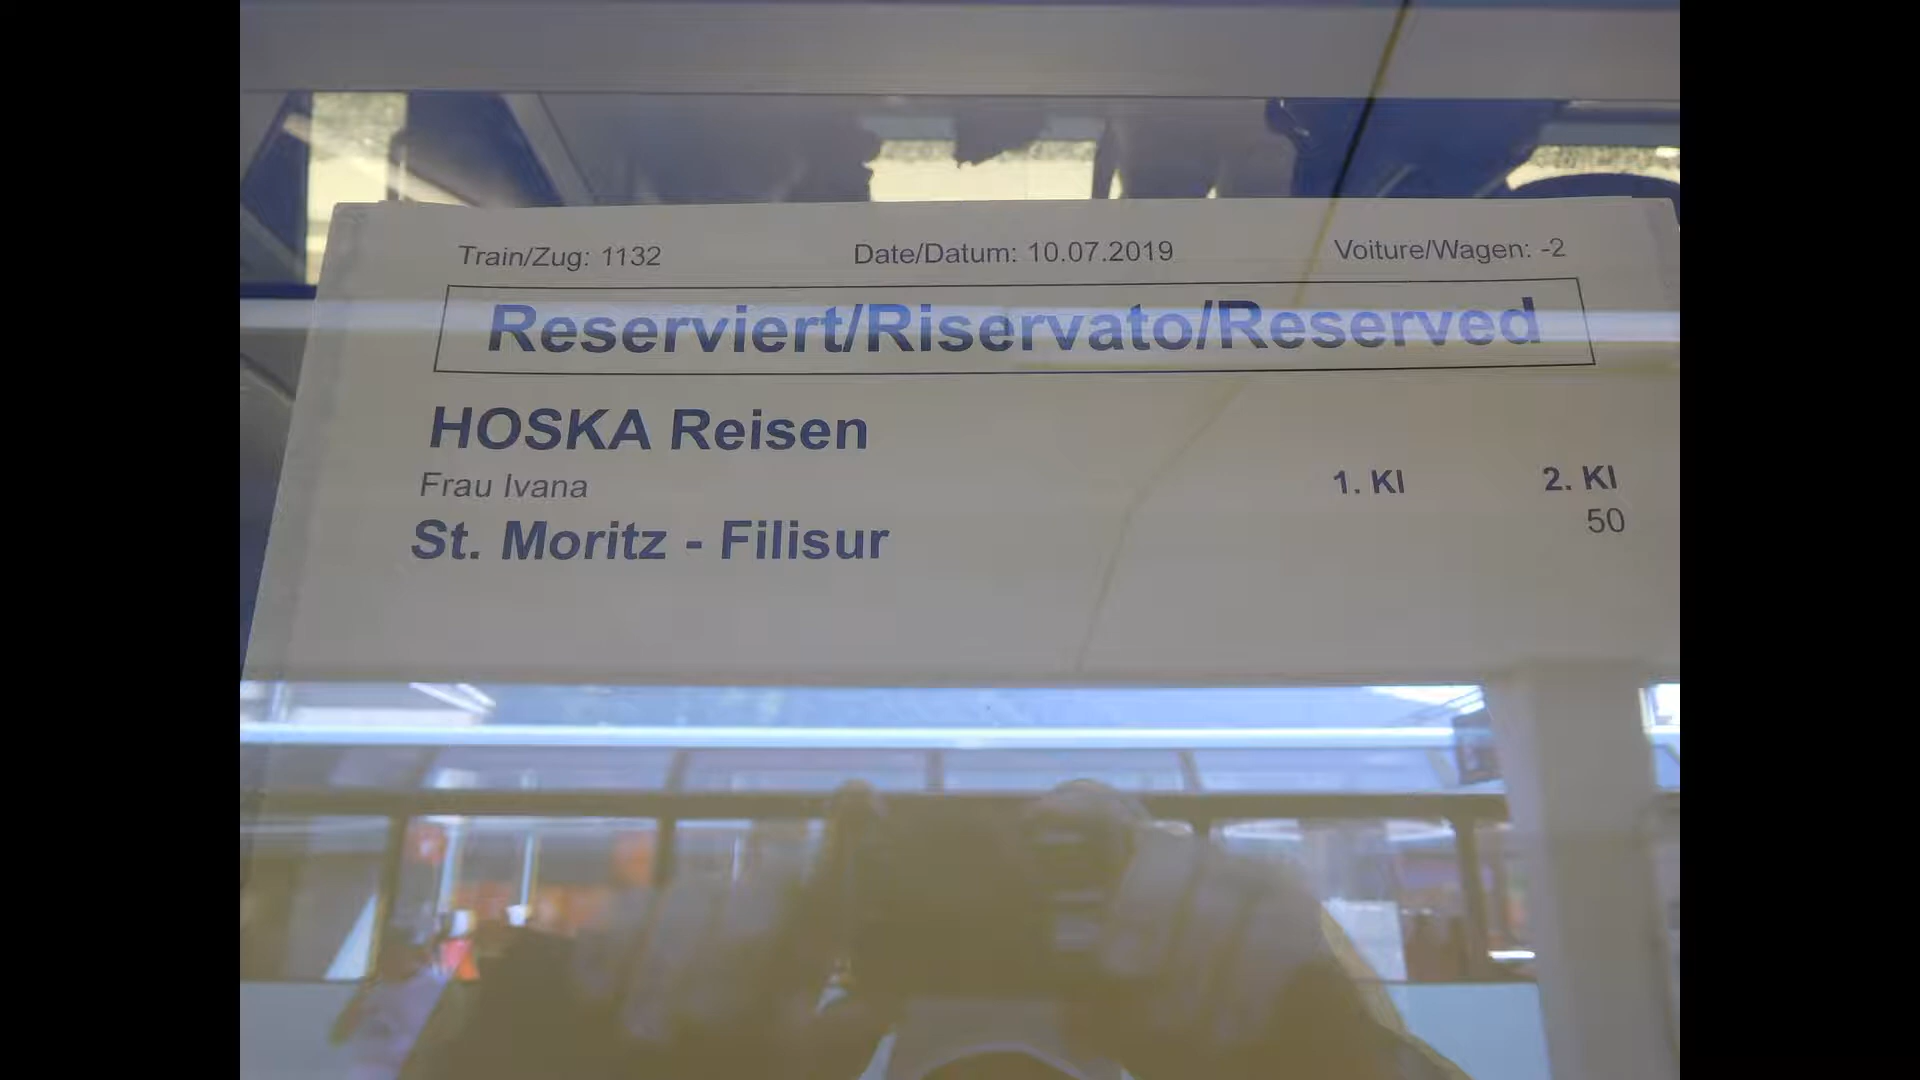 Train/Zug: 1132 Date/Datum: 10.07.2019 Voiture/Wagen: -2
Reserviert/Riservato/Reserved
HOSKA Reisen
Frau Ivana 1. Kl 2. Kl
50
St. Moritz - Filisur